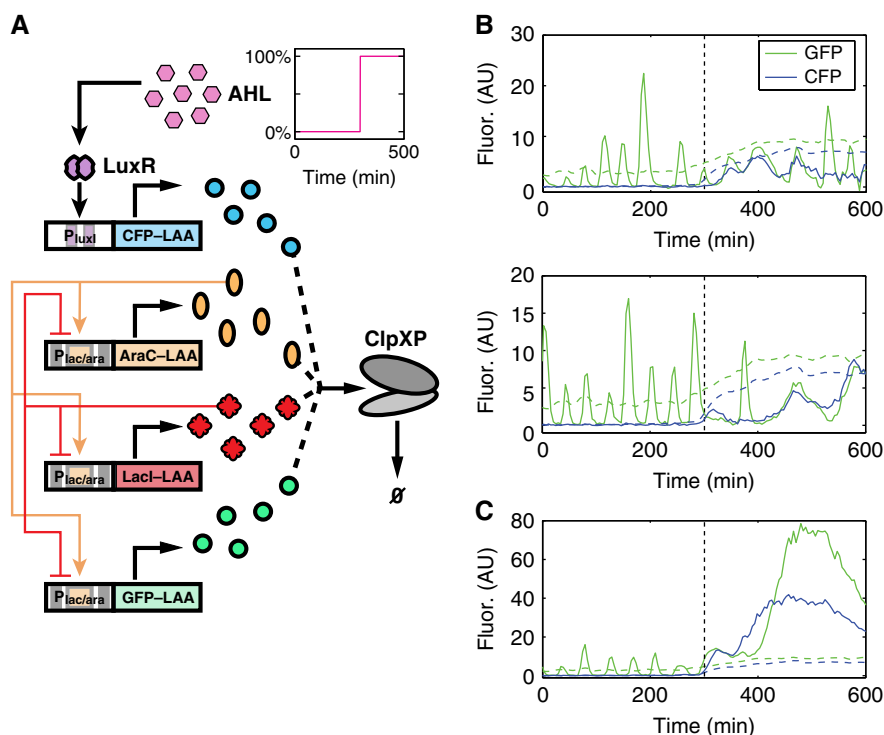 A
AHL
100%
0%
0
500
Time (min)
LuxR
PluxI
CFP–LAA
Plac/ara
AraC–LAA
ClpXP
Plac/ara
LacI–LAA
Ø
Plac/ara
GFP–LAA
B
30
20
10
0
Fluor. (AU)
GFP
CFP
0
200
400
600
Time (min)
20
15
10
5
0
Fluor. (AU)
0
200
400
600
Time (min)
C
80
60
40
20
0
Fluor. (AU)
0
200
400
600
Time (min)